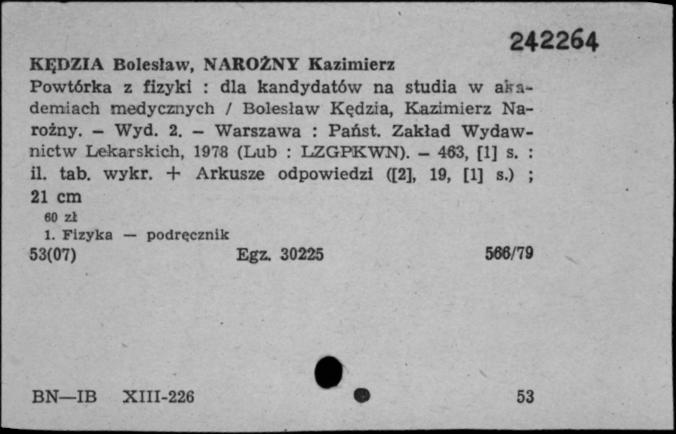 242264
KĘDZIA Bolesław, NAROŻNY Kazimierz
Powtórka z fizyki : dla kandydatów na studia w aka-
demiach medycznych / Bolesław Kędzia, Kazimierz Na-
rożny. — Wyd. 2. — Warszawa : Państ. Zakład Wydaw-
nictw Lekarskich, 1978 (Lub : LZGPKWN). — 463, [1] s. :
il. tab. wykr. + Arkusze odpowiedzi ([2], 19, [1] s.) ;
21 cm
60 zł
1. Fizyka — podręcznik
53(07) Egz. 30225 566/79
BN—IB XIII-226 53